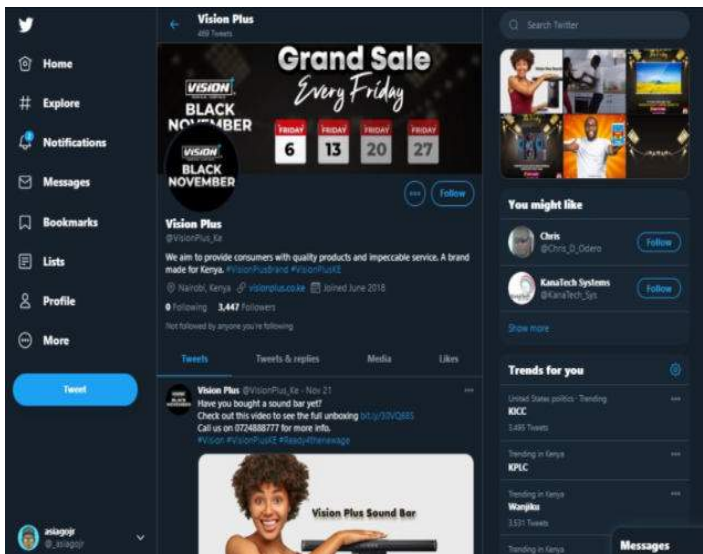 Home
Explore
2
Notifications
Messages
Bookmarks
Lists
Profile
More
Tweet
asiagojr
@_asiagojr
Vision Plus
469 Tweets
VISION+
BLACK
NOVEMBER
Grand Sale
Every Friday
FRIDAY
6
FRIDAY
13
FRIDAY
20
FRIDAY
27
VISION+
BLACK
NOVEMBER
Follow
Vision Plus
@VisionPlus_Ke
We aim to provide consumers with quality products and impeccable service. A brand
made for Kenya. #VisionPlusBrand #VisionPlusKE
Nairobi, Kenya visionplus.co.ke Joined June 2018
0 Following 3,447 Followers
Not followed by anyone you're following
Tweets Tweets & replies Media Likes
Vision Plus @VisionPlus_Ke · Nov 21
Have you bought a sound bar yet?
Check out this video to see the full unboxing
Call us on 0724888777 for more info.
#Vision #VisionPlusKE #Ready4thenewage
Vision Plus Sound Bar
Search Twitter
You might like
Chris
@Chris_D_Odero
Follow
KanaTech Systems
@KanaTech_Sys
Follow
Show more
Trends for you
United States politics · Trending
KICC
3,495 Tweets
Trending in Kenya
KPLC
Trending in Kenya
Wanjiku
3,531 Tweets
Trending in Kenya
Messages